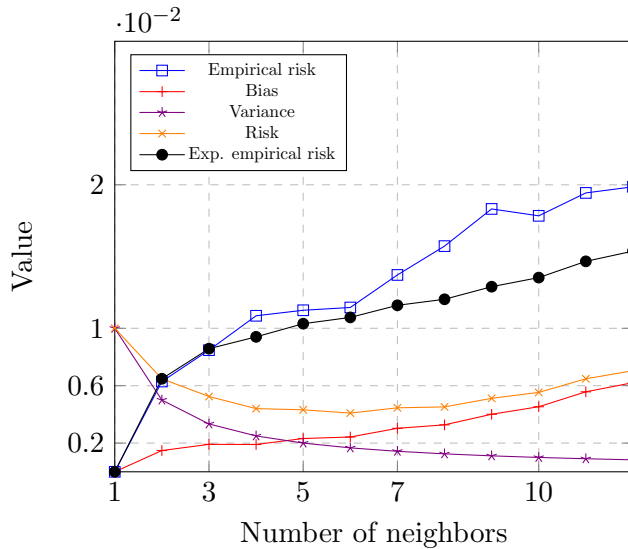 ·10⁻²
Empirical risk
Bias
Variance
Risk
Exp. empirical risk
Value
2
1
0.6
0.2
1 3 5 7 10
Number of neighbors